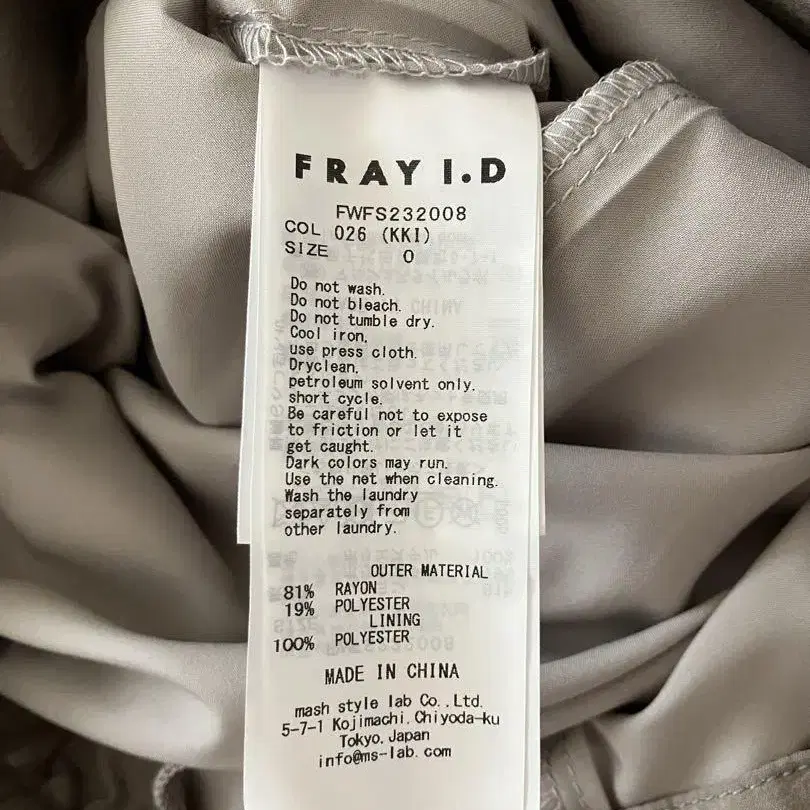 FRAY I.D
FWFS232008
COL 026 (KKI)
SIZE 0
Do not wash.
Do not bleach.
Do not tumble dry.
Cool iron.
use press cloth.
Dryclean.
petroleum solvent only.
short cycle.
Be careful not to expose
to friction or let it
get caught.
Dark colors may run.
Use the net when cleaning.
Wash the laundry
separately from
other laundry.
OUTER MATERIAL
81% RAYON
19% POLYESTER
LINING
100% POLYESTER
MADE IN CHINA
mash style lab Co.,Ltd.
5-7-1 Kojimachi.Chiyoda-ku
Tokyo.Japan
info@ms-lab.com